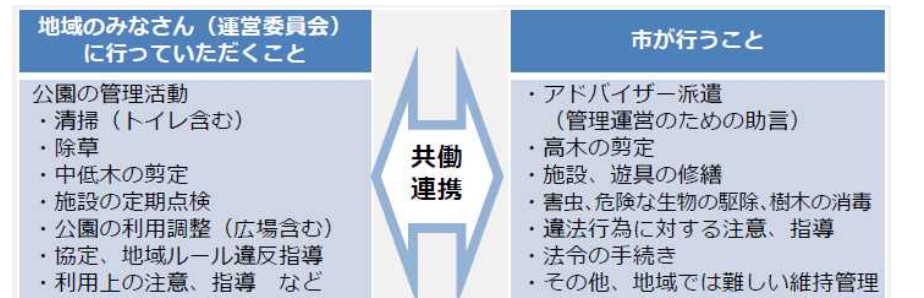 地域のみなさん（運営委員会）
に行っていただくこと
公園の管理活動
・清掃（トイレ含む）
・除草
・中低木の剪定
・施設の定期点検
・公園の利用調整（広場含む）
・協定、地域ルール違反指導
・利用上の注意、指導　など
共働
連携
市が行うこと
・アドバイザー派遣
（管理運営のための助言）
・高木の剪定
・施設、遊具の修繕
・害虫、危険な生物の駆除、樹木の消毒
・違法行為に対する注意、指導
・法令の手続き
・その他、地域では難しい維持管理